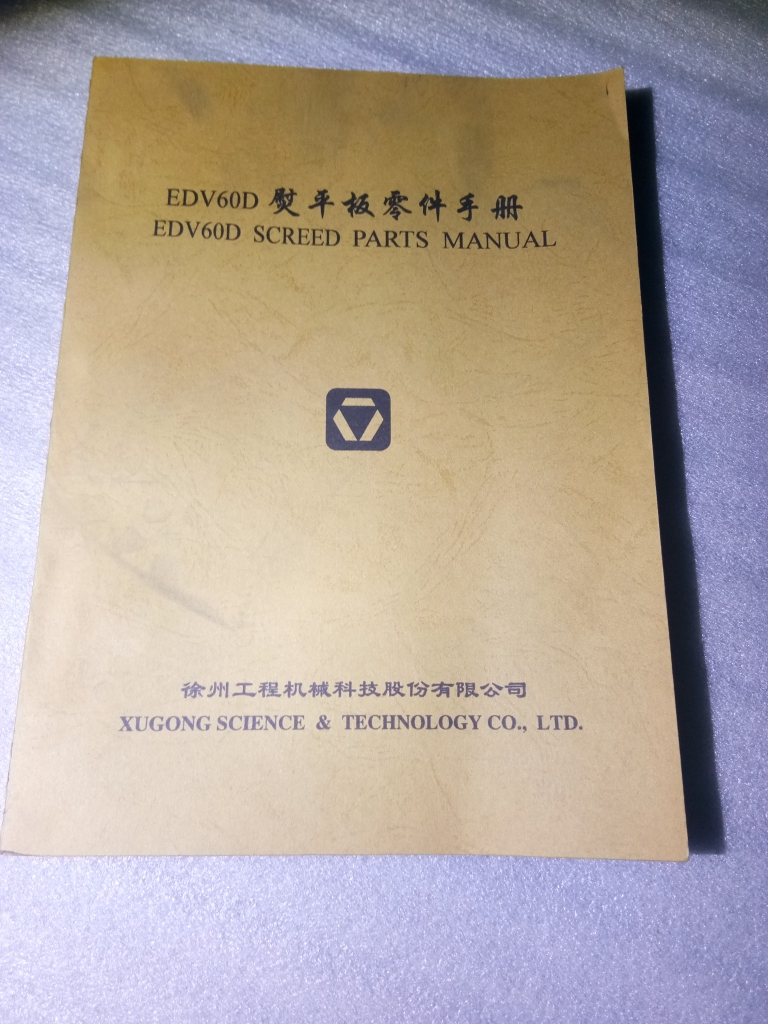 EDV60D 熨平板零件手册
EDV60D SCREED PARTS MANUAL
徐州工程机械科技股份有限公司
XUGONG SCIENCE & TECHNOLOGY CO., LTD.